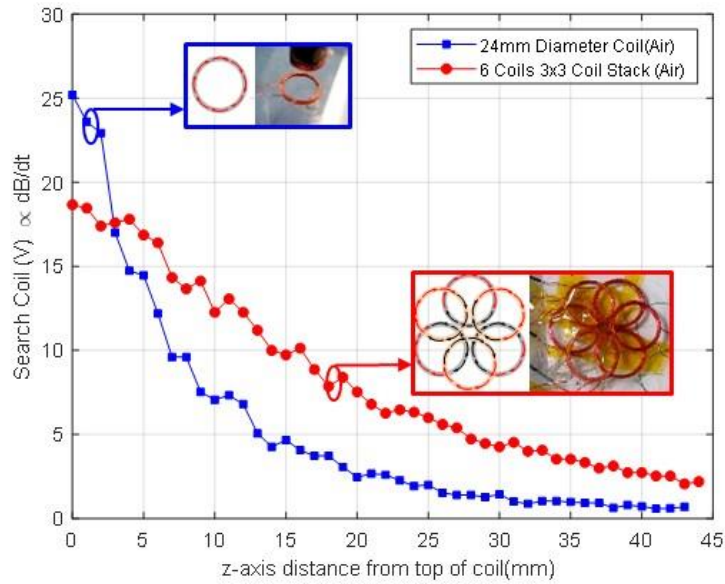 30
25
20
15
10
5
0
Search Coil (V) ∝ dB/dt
24mm Diameter Coil(Air)
6 Coils 3x3 Coil Stack (Air)
0 5 10 15 20 25 30 35 40 45
z-axis distance from top of coil(mm)